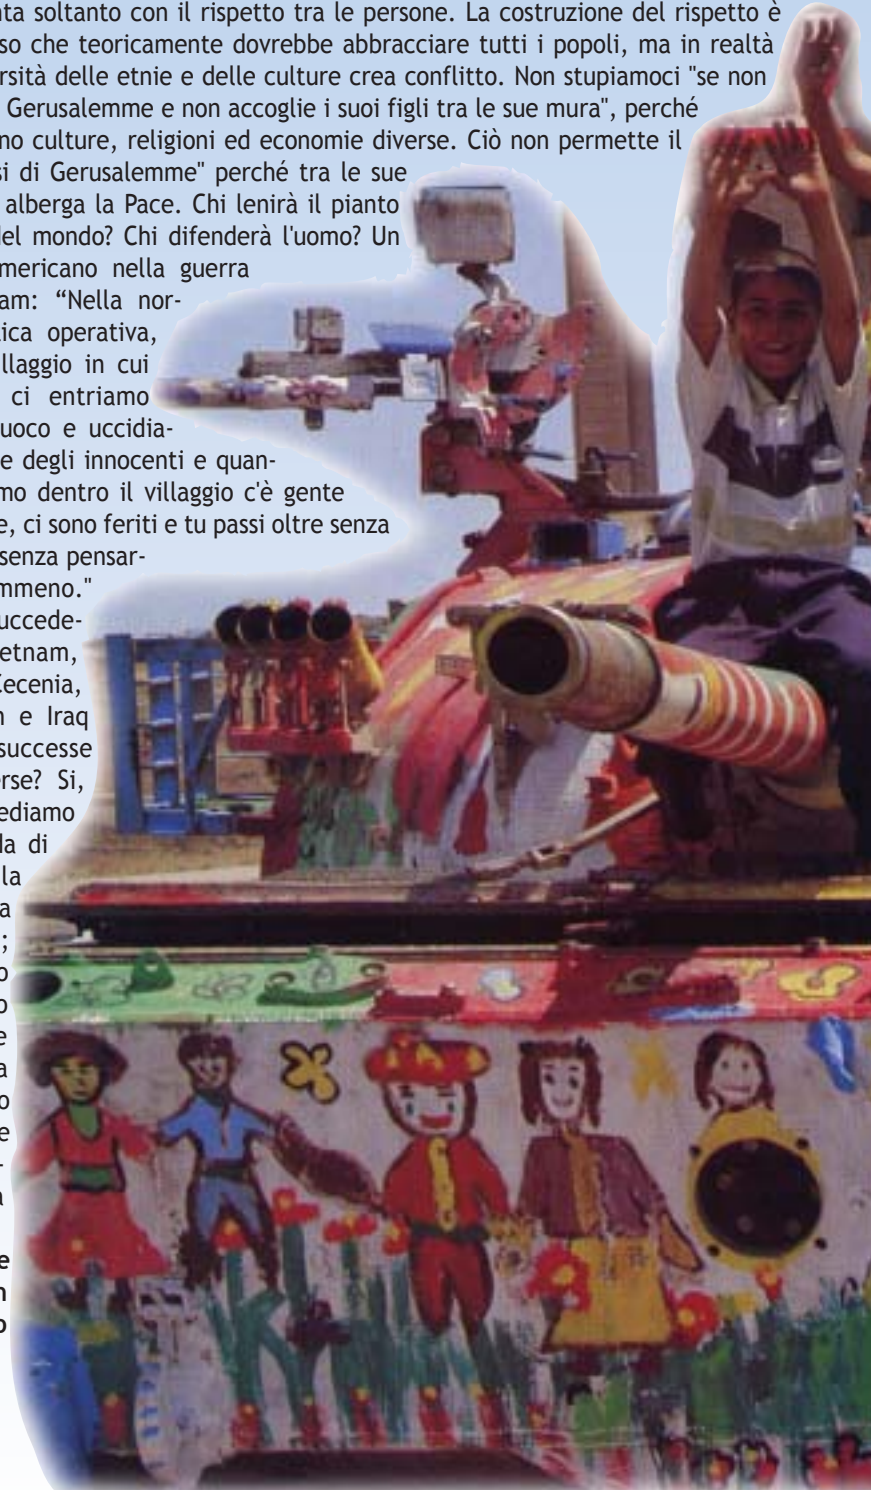 nta soltanto con il rispetto tra le persone. La costruzione del rispetto è
so che teoricamente dovrebbe abbracciare tutti i popoli, ma in realtà
ersità delle etnie e delle culture crea conflitto. Non stupiamoci "se non
Gerusalemme e non accoglie i suoi figli tra le sue mura", perché
no culture, religioni ed economie diverse. Ciò non permette il
si di Gerusalemme" perché tra le sue
alberga la Pace. Chi lenirà il pianto
del mondo? Chi difenderà l'uomo? Un
mericano nella guerra
am: “Nella nor-
ica operativa,
llaggio in cui
ci entriamo
uoco e uccidia-
e degli innocenti e quan-
mo dentro il villaggio c'è gente
e, ci sono feriti e tu passi oltre senza
senza pensar-
mmeno."
uccede-
etnam,
Cecenia,
n e Iraq
successe
rse? Si,
ediamo
la di
la
a
;
o
o
e
a
o
e
-
a
e
n
o